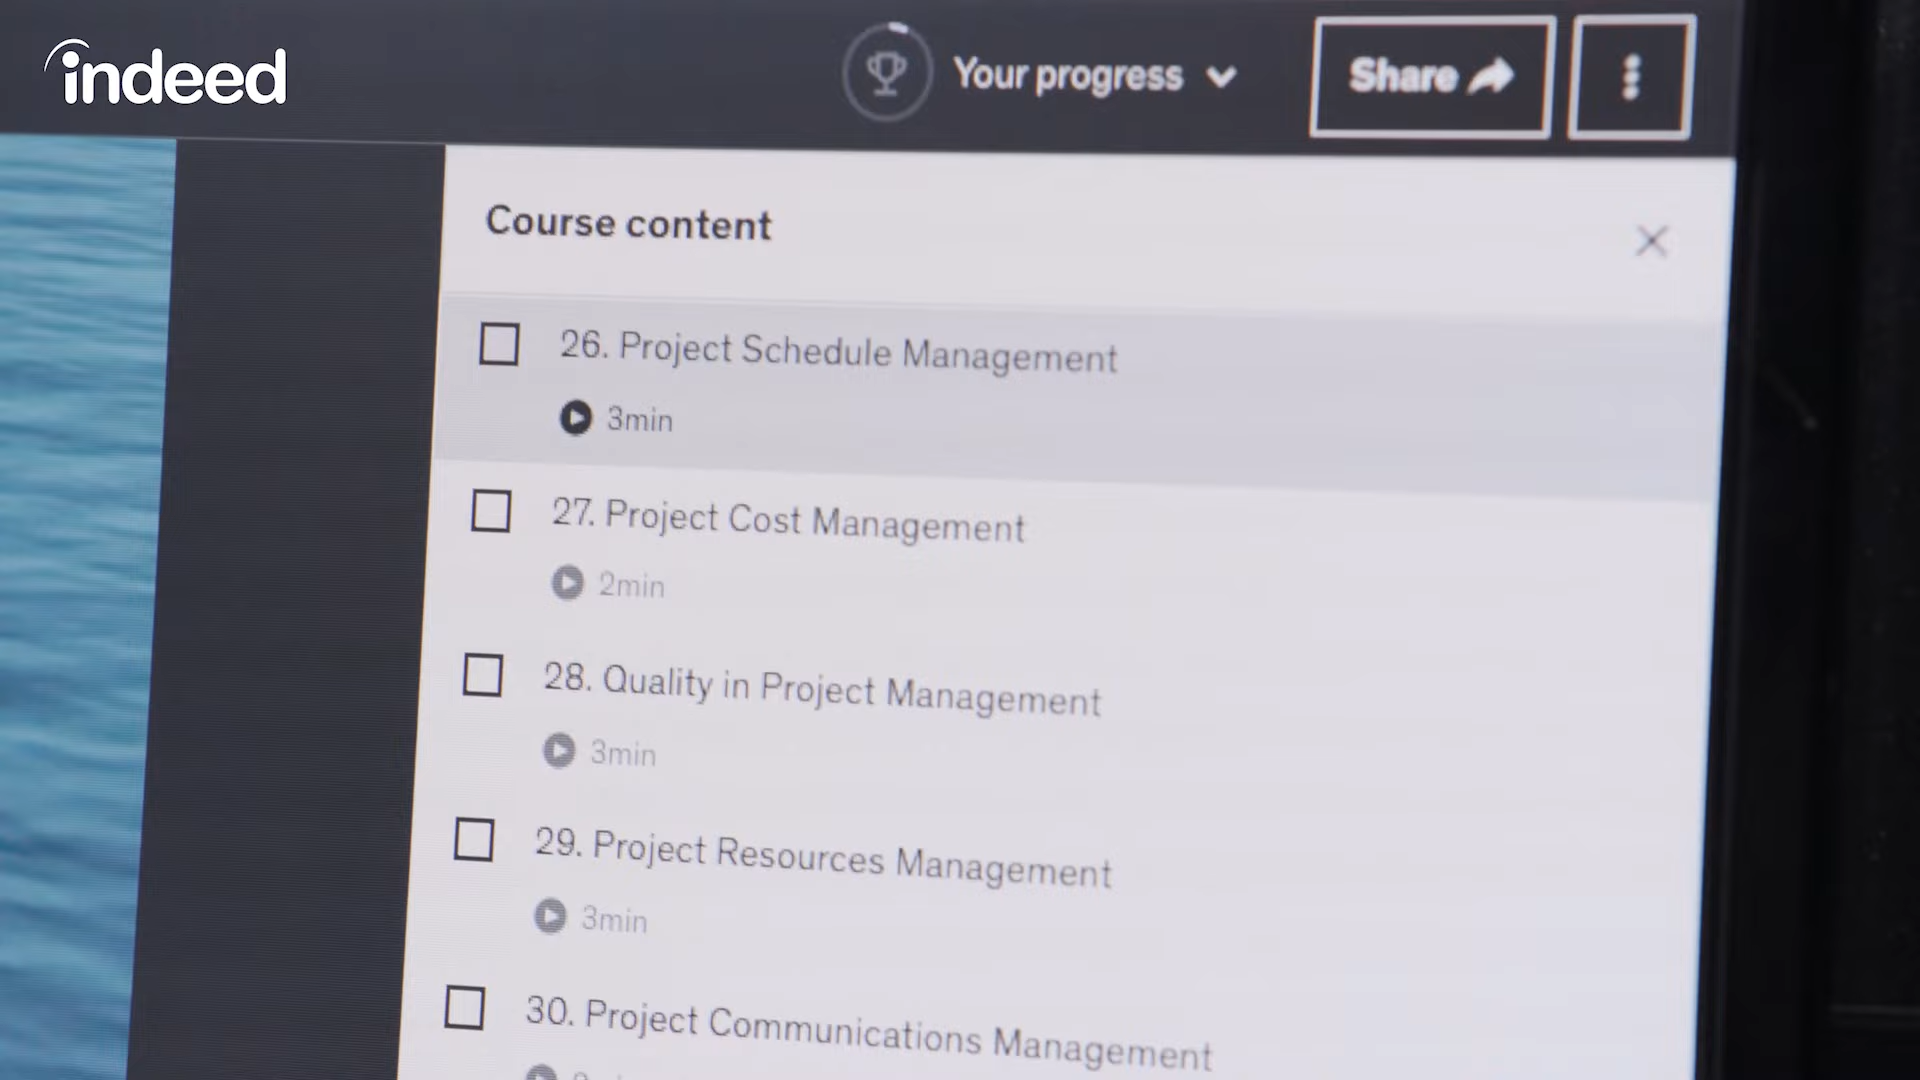 indeed
Your progress
Share
Course content
26. Project Schedule Management
3min
27. Project Cost Management
2min
28. Quality in Project Management
3min
29. Project Resources Management
3min
30. Project Communications Management